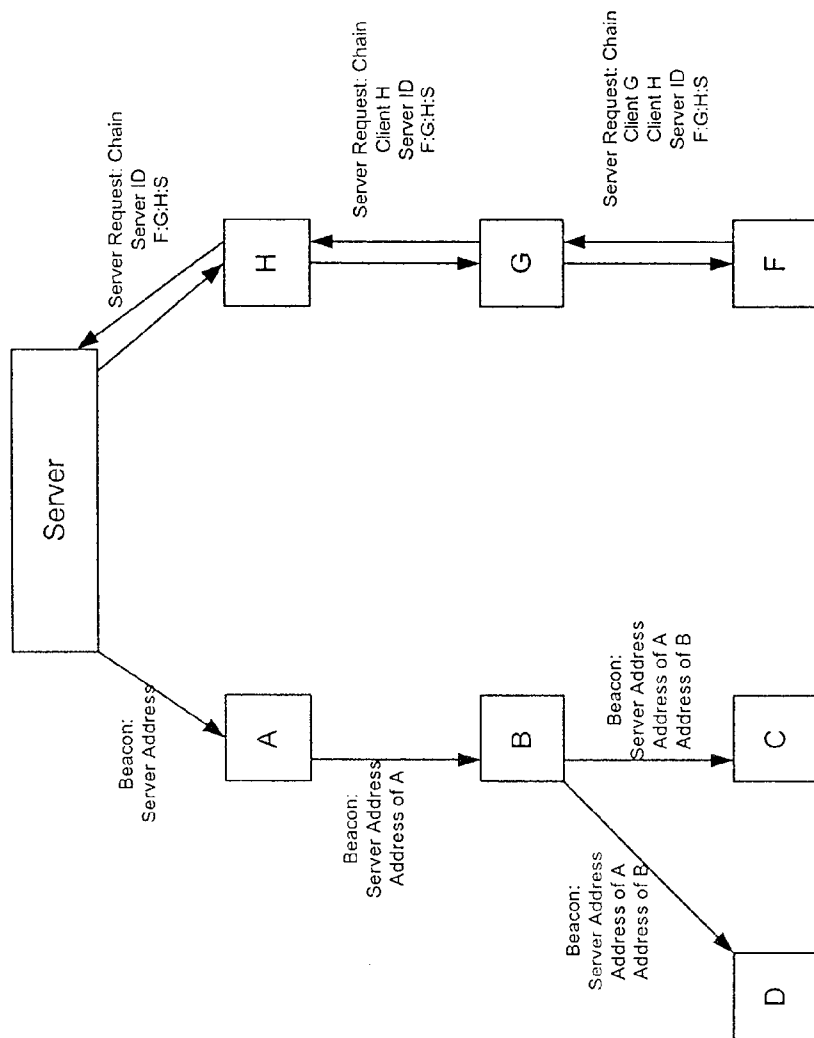 Server
Beacon:
Server Address
A
Beacon:
Server Address
Address of A
B
Beacon:
Server Address
Address of A
Address of B
D
Beacon:
Server Address
Address of A
Address of B
C
Server Request: Chain
Server ID
F:G:H:S
H
Server Request: Chain
Client H
Server ID
F:G:H:S
G
Server Request: Chain
Client G
Client H
Server ID
F:G:H:S
F